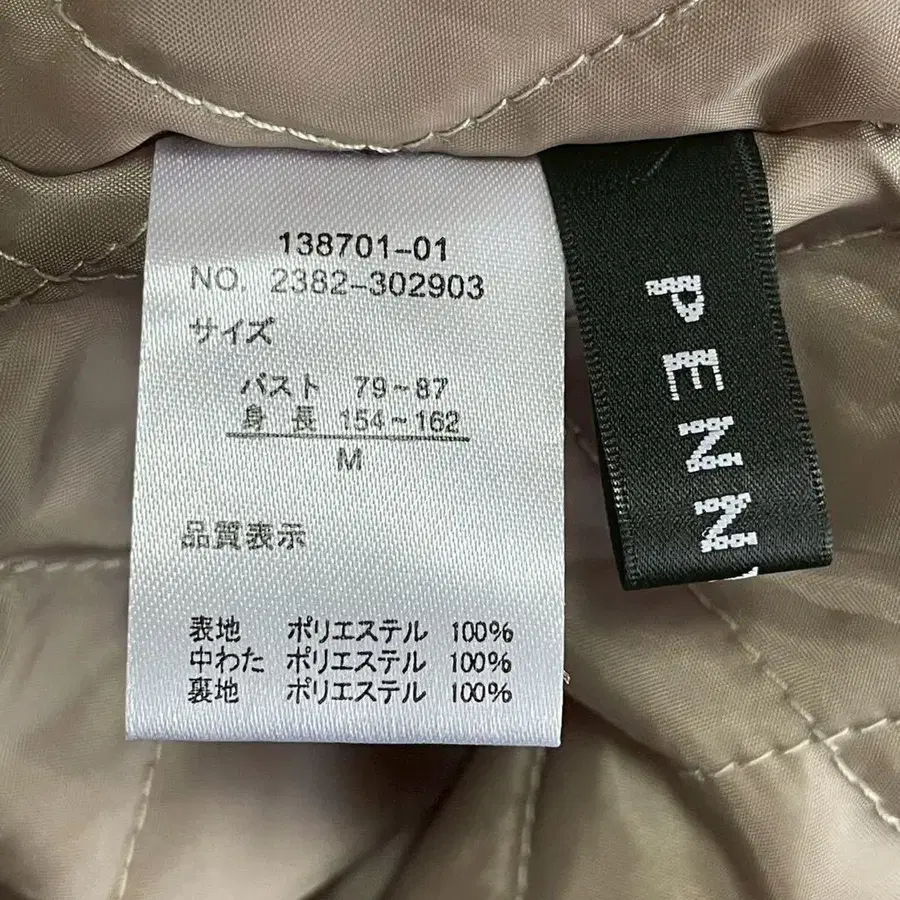 138701-01
NO. 2382-302903
サイズ
バスト 79~87
身長 154~162
M
品質表示
表地 ポリエステル 100%
中わた ポリエステル 100%
裏地 ポリエステル 100%
PENN